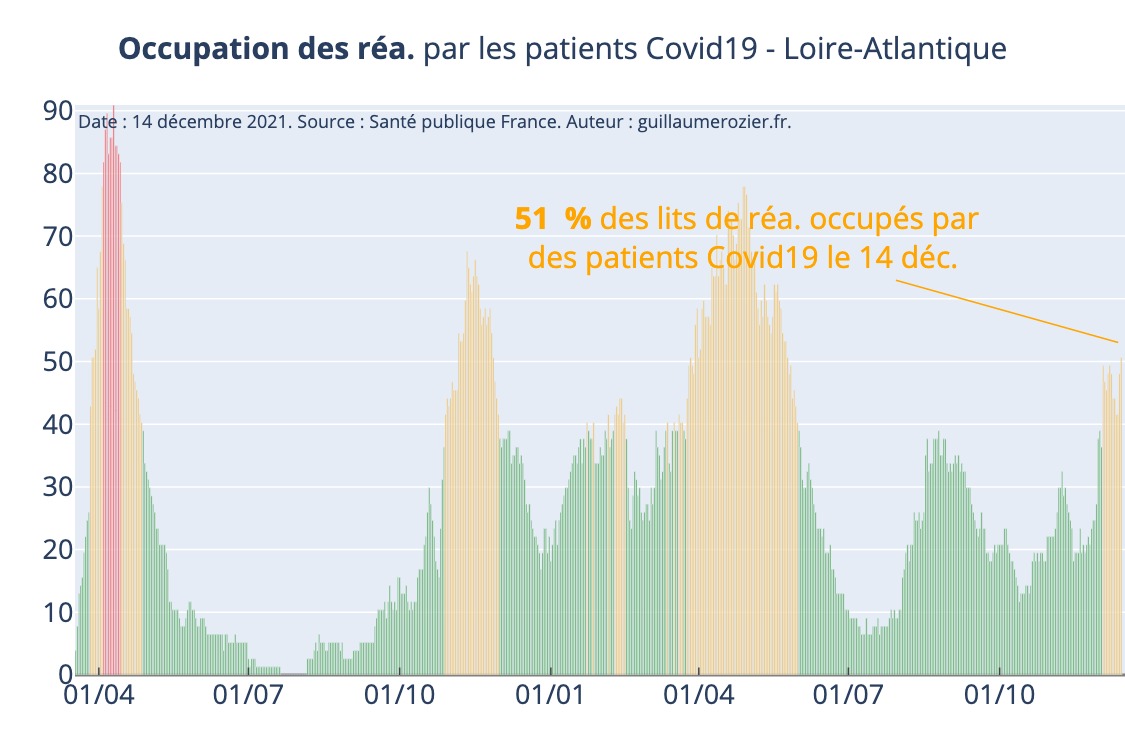 Occupation des réa. par les patients Covid19 - Loire-Atlantique
90
Date : 14 décembre 2021. Source : Santé publique France. Auteur : guillaumerozier.fr.
80
51 % des lits de réa. occupés par
70
des patients Covid19 le 14 déc.
60
50
40
30
20
10
0
01/04 01/07 01/10 01/01 01/04 01/07 01/10